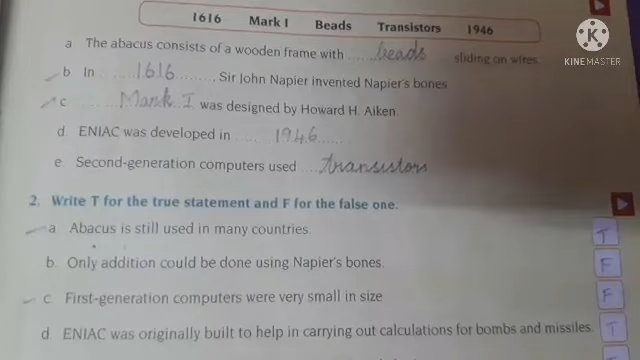 1616 Mark I Beads Transistors 1946
KINEMASTER
a The abacus consists of a wooden frame with ..... beads sliding on wires.
b In ..... 1616 ........, Sir John Napier invented Napier's bones
c ........ Mark I was designed by Howard H. Aiken.
d. ENIAC was developed in ..... 1946 ......
e. Second-generation computers used .... transistors
2. Write T for the true statement and F for the false one.
a Abacus is still used in many countries. T
b. Only addition could be done using Napier's bones. F
c. First-generation computers were very small in size F
d. ENIAC was originally built to help in carrying out calculations for bombs and missiles. T